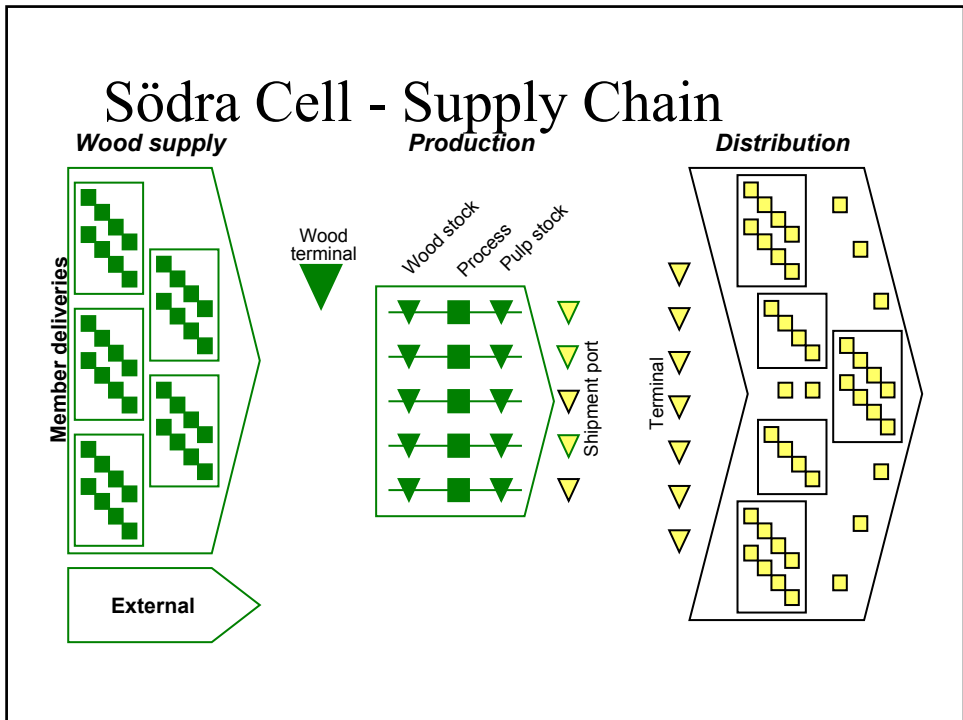 Södra Cell - Supply Chain
Wood supply
Production
Distribution
Member deliveries
Wood
terminal
Wood stock
Process
Pulp stock
Shipment port
Terminal
External